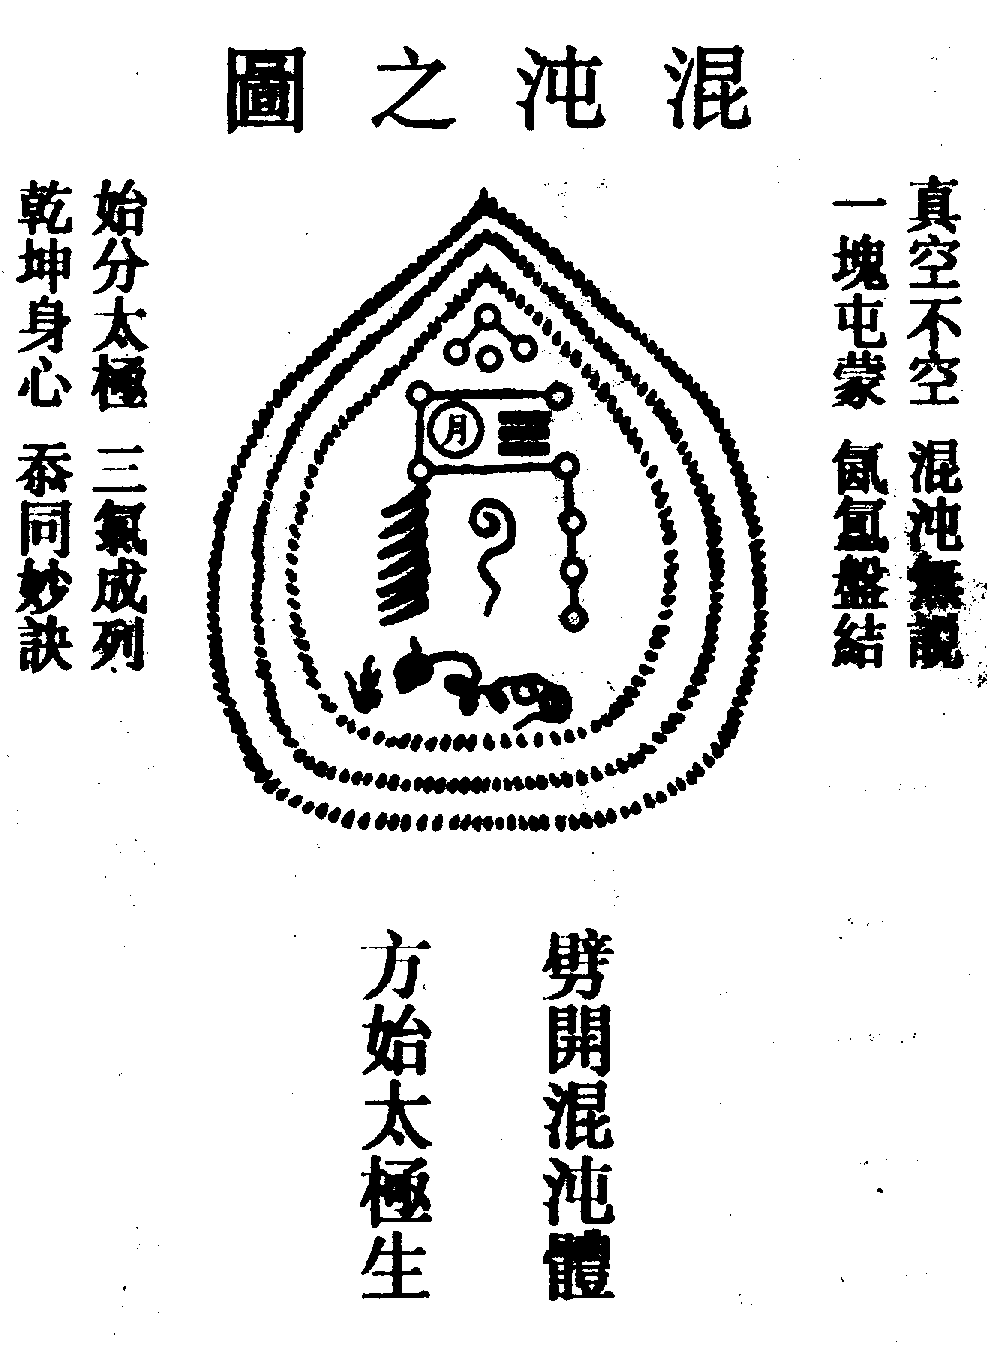 混沌之圖
真空不空　混沌無説
一塊屯蒙　氤氳盤結
始分太極　三氣成列
乾坤身心　忝同妙訣
月
劈開混沌體
方始太極生